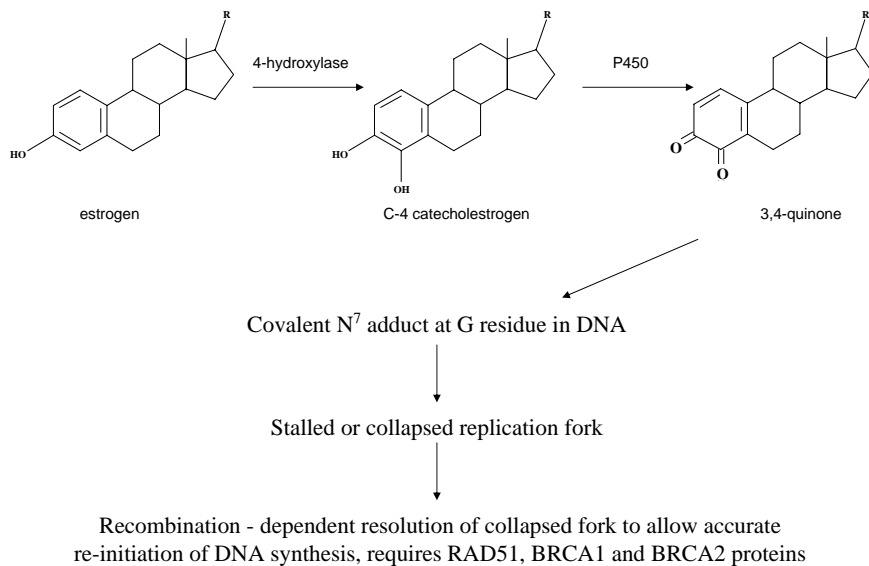 R
R
R
4-hydroxylase
P450
HO
HO
OH
O
O
estrogen
C-4 catecholestrogen
3,4-quinone
Covalent N⁷ adduct at G residue in DNA
Stalled or collapsed replication fork
Recombination - dependent resolution of collapsed fork to allow accurate
re-initiation of DNA synthesis, requires RAD51, BRCA1 and BRCA2 proteins